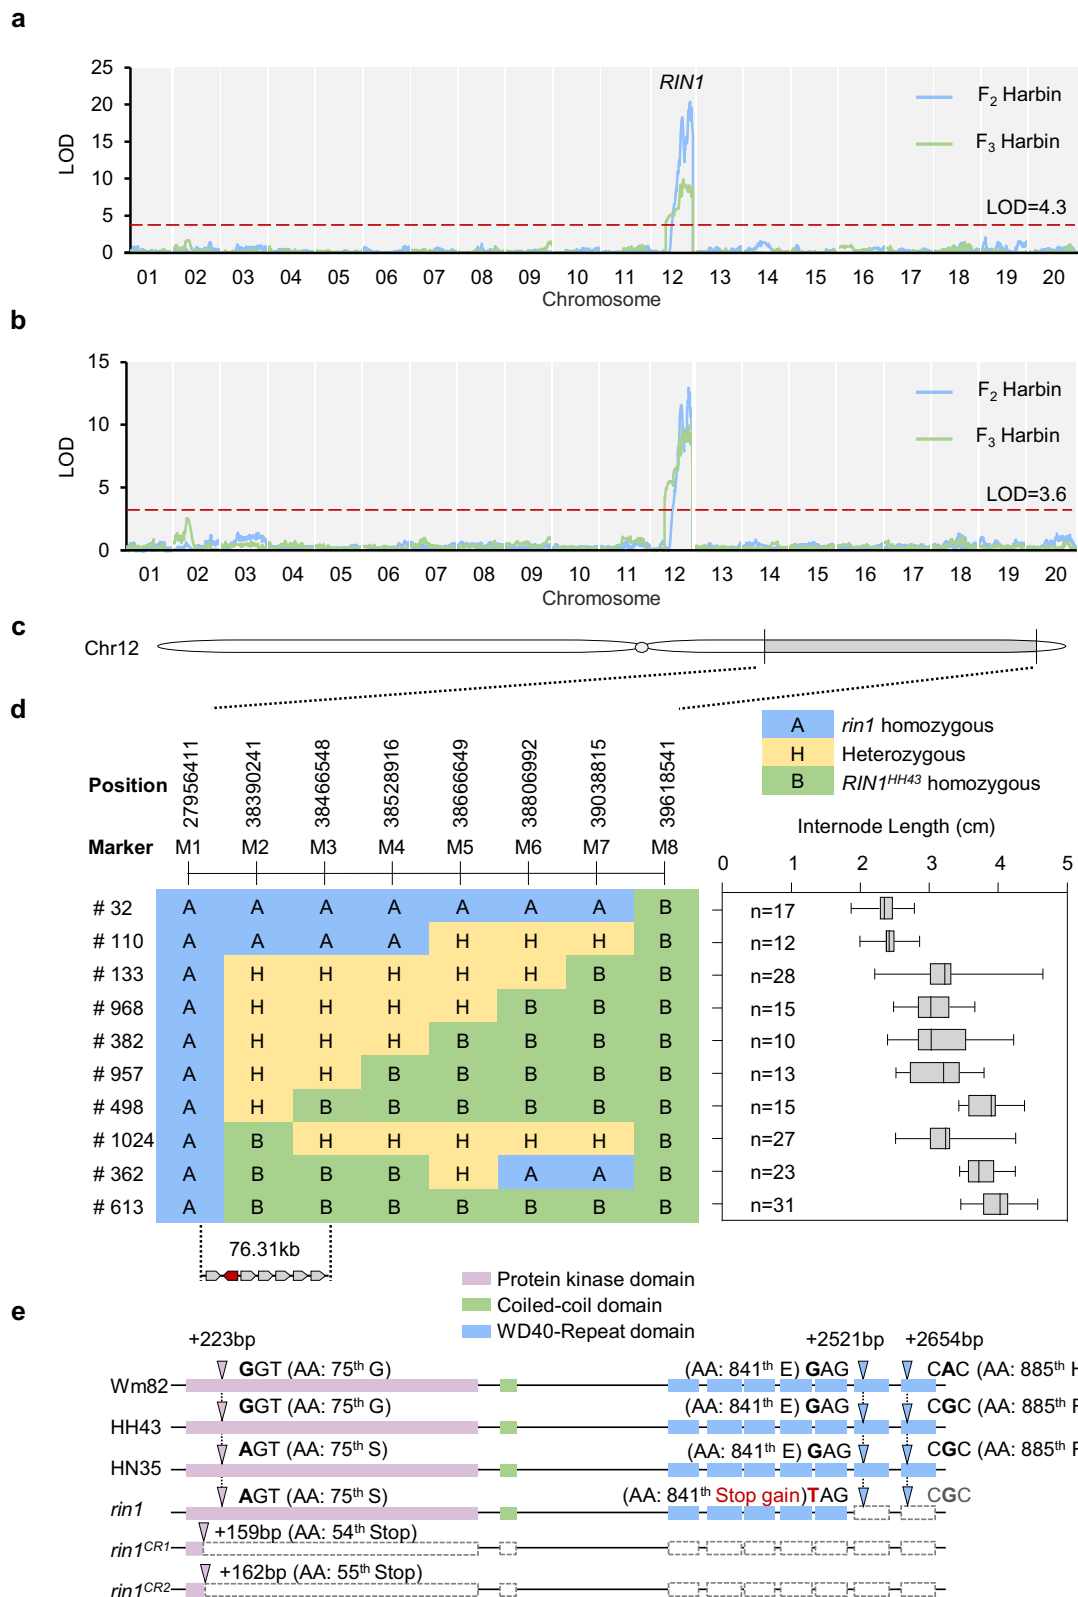 a
25
20
15
10
5
0
LOD
RIN1
F2 Harbin
F3 Harbin
LOD=4.3
01 02 03 04 05 06 07 08 09 10 11 12 13 14 15 16 17 18 19 20
Chromosome
b
15
10
5
0
LOD
F2 Harbin
F3 Harbin
LOD=3.6
01 02 03 04 05 06 07 08 09 10 11 12 13 14 15 16 17 18 19 20
Chromosome
c
Chr12
d
A rin1 homozygous
H Heterozygous
B RIN1HH43 homozygous
Position 27956411 38390241 38466548 38528916 38666649 38806992 39038815 39618541
Marker M1 M2 M3 M4 M5 M6 M7 M8
Internode Length (cm)
0 1 2 3 4 5
# 32 A A A A A A A B n=17
# 110 A A A A H H H B n=12
# 133 A H H H H H B B n=28
# 968 A H H H H B B B n=15
# 382 A H H H B B B B n=10
# 957 A H H B B B B B n=13
# 498 A H B B B B B B n=15
# 1024 A B H H H H H B n=27
# 362 A B B B H A A B n=23
# 613 A B B B B B B B n=31
76.31kb
Protein kinase domain
Coiled-coil domain
WD40-Repeat domain
e
+223bp +2521bp +2654bp
Wm82 GGT (AA: 75th G) (AA: 841th E) GAG CAC (AA: 885th H
HH43 GGT (AA: 75th G) (AA: 841th E) GAG CGC (AA: 885th
HN35 AGT (AA: 75th S) (AA: 841th E) GAG CGC (AA: 885th
rin1 AGT (AA: 75th S) (AA: 841th Stop gain)TAG CGC
rin1CR1 +159bp (AA: 54th Stop)
rin1CR2 +162bp (AA: 55th Stop)